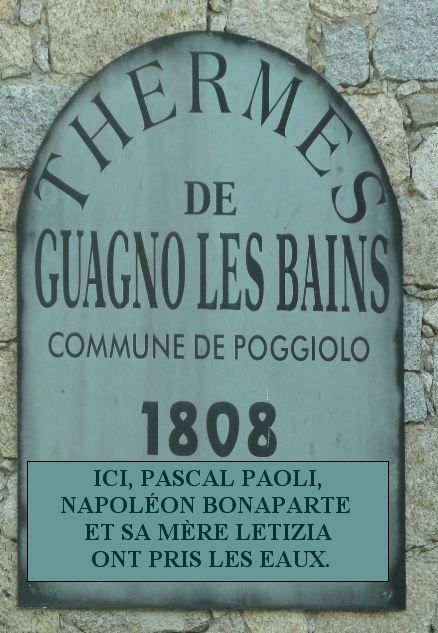 THERMES
DE
GUAGNO LES BAINS
COMMUNE DE POGGIOLO
1808
ICI, PASCAL PAOLI,
NAPOLÉON BONAPARTE
ET SA MÈRE LETIZIA
ONT PRIS LES EAUX.